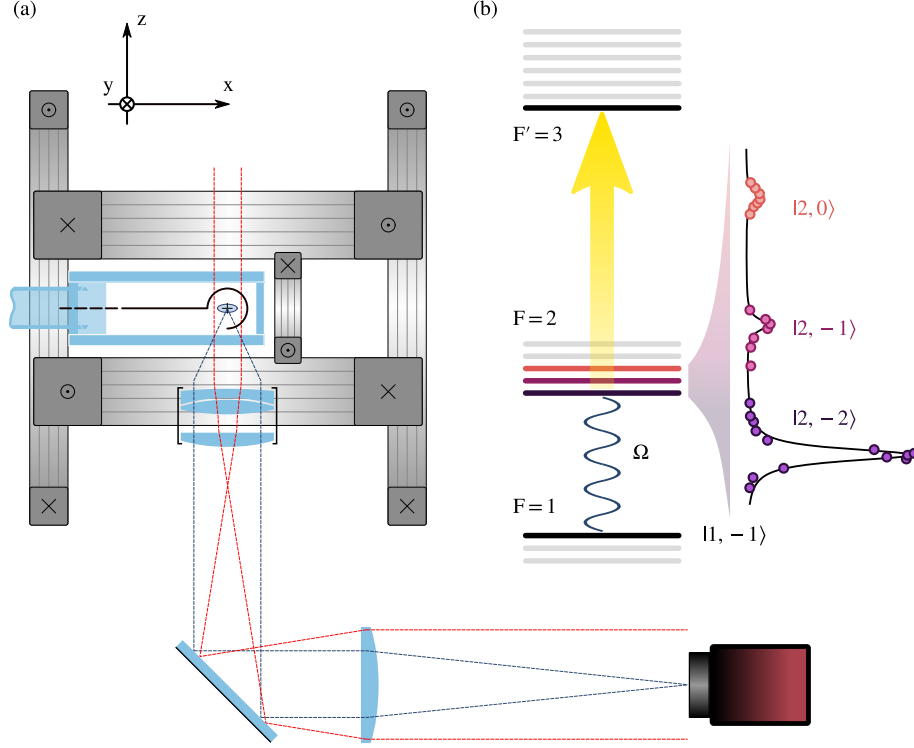 (a)
z
y
x
(b)
F′ = 3
|2, 0⟩
F = 2
|2, −1⟩
|2, −2⟩
Ω
F = 1
|1, −1⟩